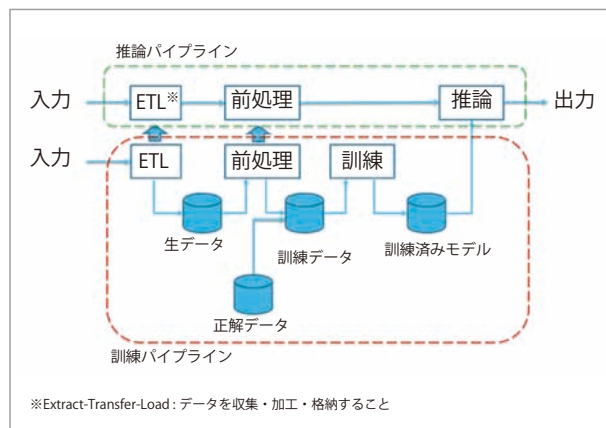 推論パイプライン
入力
ETL※
前処理
推論
出力
入力
ETL
前処理
訓練
生データ
訓練データ
訓練済みモデル
正解データ
訓練パイプライン
※Extract-Transfer-Load : データを収集・加工・格納すること